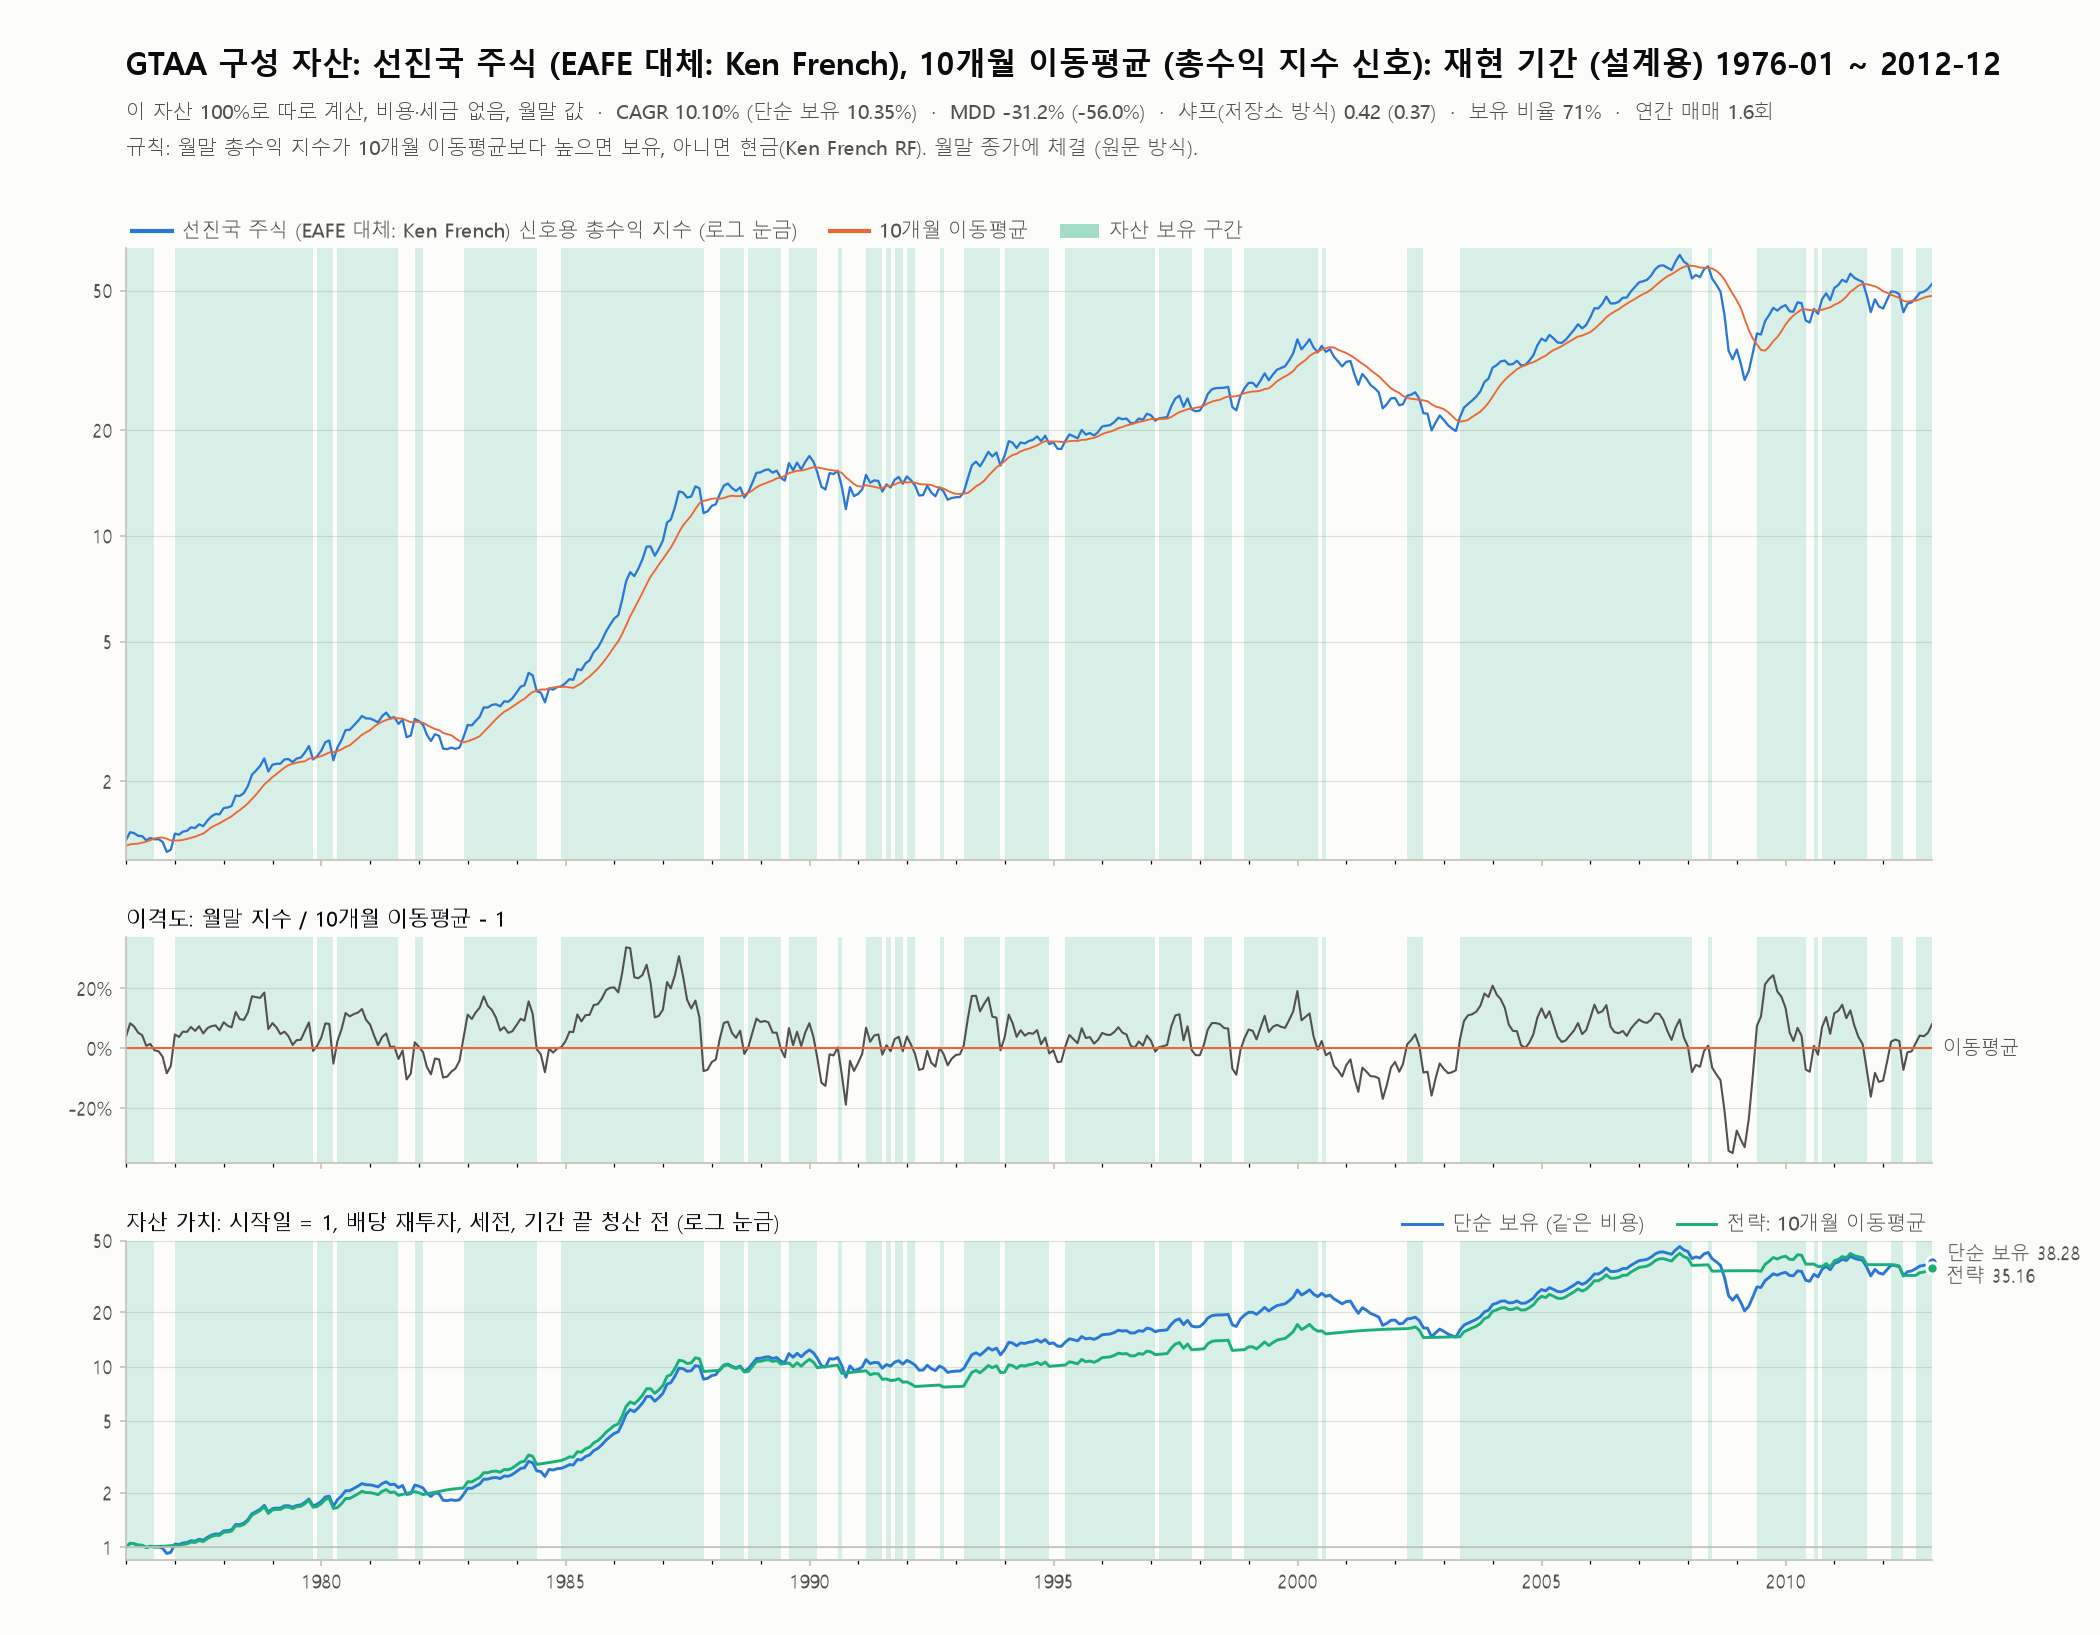 GTAA 구성 자산: 선진국 주식 (EAFE 대체: Ken French), 10개월 이동평균 (총수익 지수 신호): 재현 기간 (설계용) 1976-01 ~ 2012-12
이 자산 100%로 따로 계산, 비용·세금 없음, 월말 값 · CAGR 10.10% (단순 보유 10.35%) · MDD -31.2% (-56.0%) · 샤프(저장소 방식) 0.42 (0.37) · 보유 비율 71% · 연간 매매 1.6회
규칙: 월말 총수익 지수가 10개월 이동평균보다 높으면 보유, 아니면 현금(Ken French RF). 월말 종가에 체결 (원문 방식).
선진국 주식 (EAFE 대체: Ken French) 신호용 총수익 지수 (로그 눈금) 10개월 이동평균 자산 보유 구간
50
20
10
5
2
이격도: 월말 지수 / 10개월 이동평균 - 1
20%
0%
-20%
이동평균
자산 가치: 시작일 = 1, 배당 재투자, 세전, 기간 끝 청산 전 (로그 눈금)
단순 보유 (같은 비용) 전략: 10개월 이동평균
50
20
10
5
2
1
단순 보유 38.28
전략 35.16
1980 1985 1990 1995 2000 2005 2010